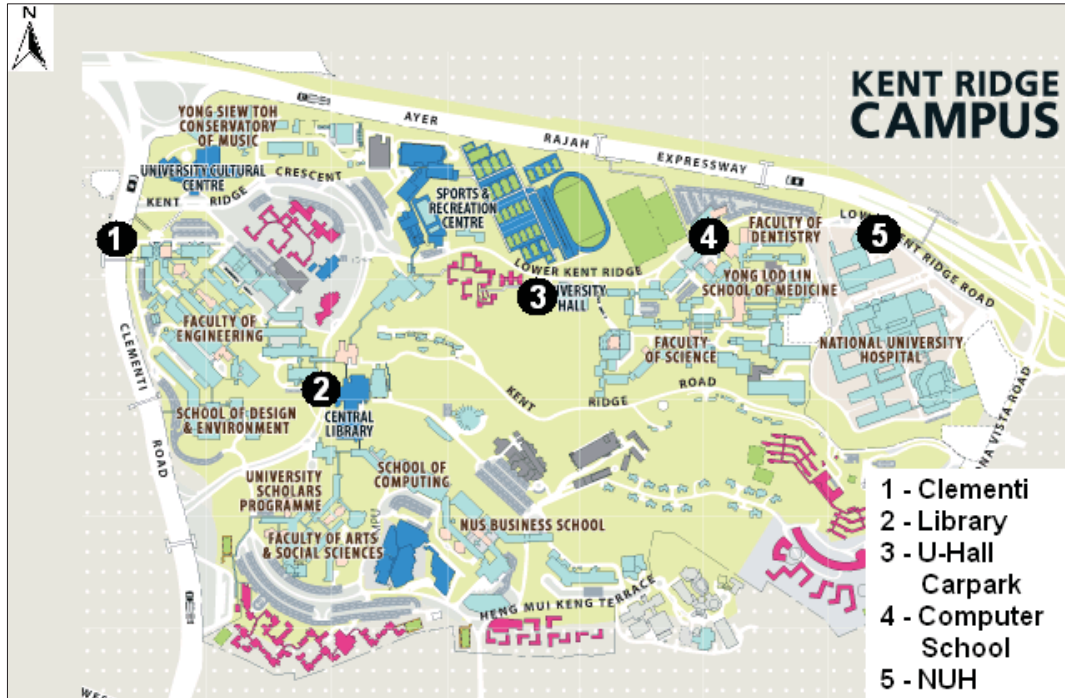 N
KENT RIDGE
CAMPUS
YONG SIEW TOH
CONSERVATORY
OF MUSIC
AYER
RAJAH
EXPRESSWAY
UNIVERSITY CULTURAL
CENTRE
CRESCENT
KENT
RIDGE
SPORTS &
RECREATION
CENTRE
1
4
FACULTY OF
DENTISTRY
5
LOWER KENT RIDGE
3
HALL
YONG LOO LIN
SCHOOL OF MEDICINE
RIDGE ROAD
FACULTY OF
ENGINEERING
FACULTY
OF SCIENCE
NATIONAL UNIVERSITY
HOSPITAL
CLEMENTI
ROAD
2
CENTRAL
LIBRARY
KENT
RIDGE
ROAD
SCHOOL OF DESIGN
& ENVIRONMENT
VISTA ROAD
UNIVERSITY
SCHOLARS
PROGRAMME
SCHOOL OF
COMPUTING
NUS BUSINESS SCHOOL
FACULTY OF ARTS
& SOCIAL SCIENCES
HENG MUI KENG TERRACE
1 - Clementi
2 - Library
3 - U-Hall
Carpark
4 - Computer
School
5 - NUH